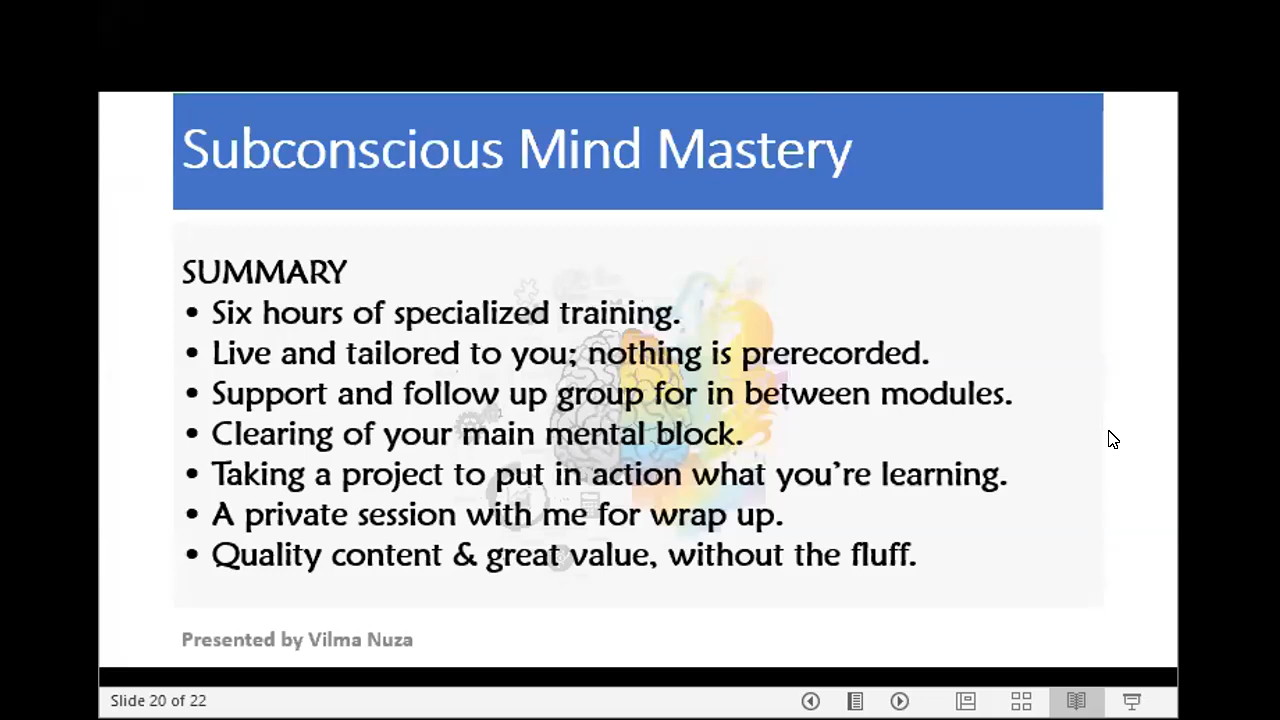 Subconscious Mind Mastery
SUMMARY
• Six hours of specialized training.
• Live and tailored to you; nothing is prerecorded.
• Support and follow up group for in between modules.
• Clearing of your main mental block.
• Taking a project to put in action what you’re learning.
• A private session with me for wrap up.
• Quality content & great value, without the fluff.
Presented by Vilma Nuza
Slide 20 of 22